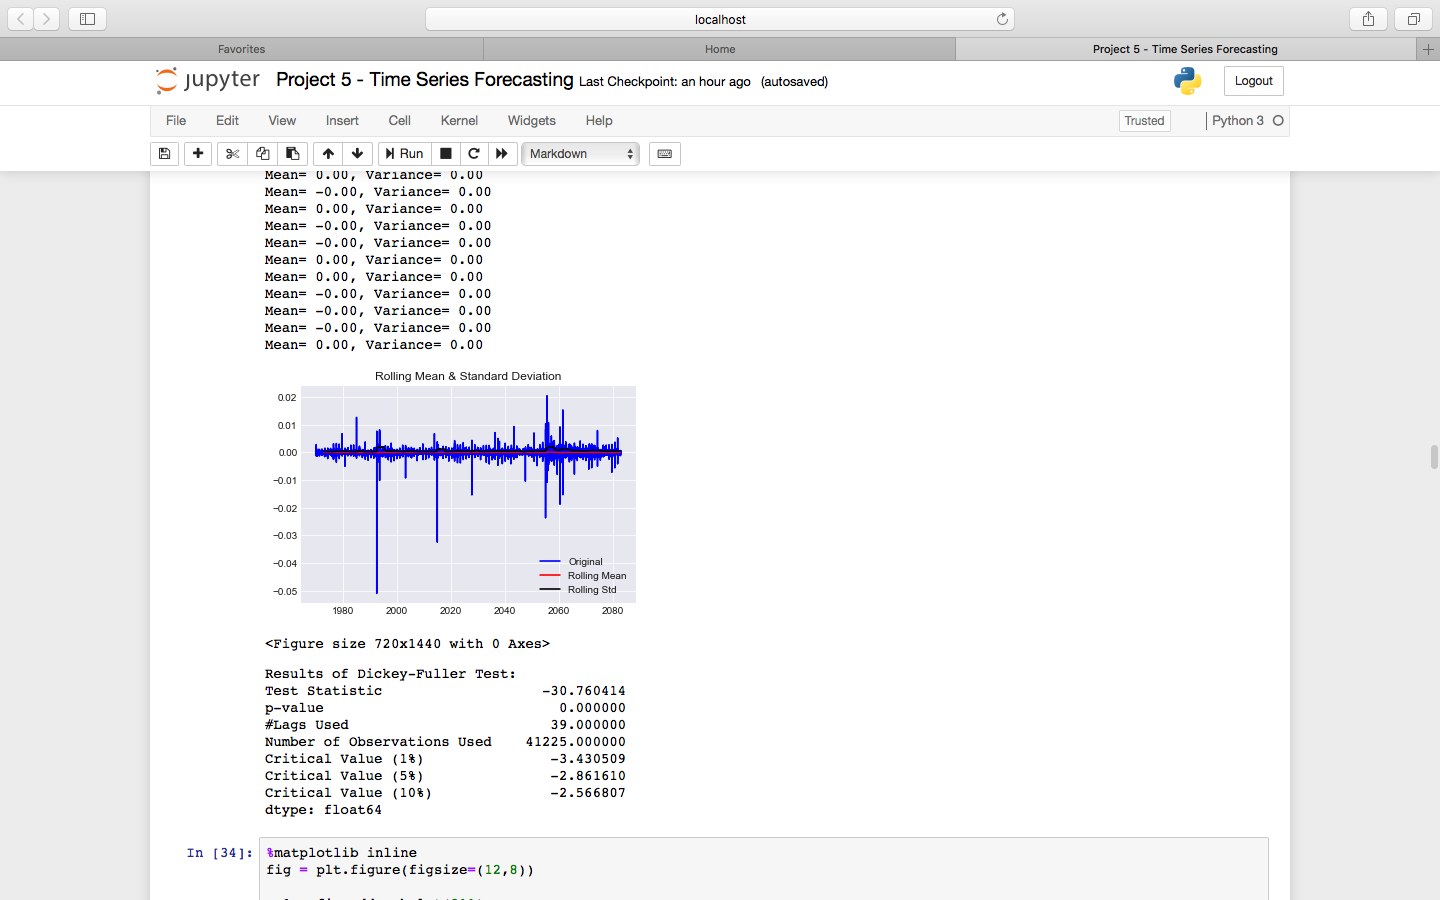 localhost
Favorites
Home
Project 5 - Time Series Forecasting
+
jupyter Project 5 - Time Series Forecasting Last Checkpoint: an hour ago (autosaved)
Logout
File Edit View Insert Cell Kernel Widgets Help
Trusted
Python 3
Run
Markdown
Mean= 0.00, Variance= 0.00
Mean= -0.00, Variance= 0.00
Mean= 0.00, Variance= 0.00
Mean= -0.00, Variance= 0.00
Mean= -0.00, Variance= 0.00
Mean= 0.00, Variance= 0.00
Mean= 0.00, Variance= 0.00
Mean= -0.00, Variance= 0.00
Mean= -0.00, Variance= 0.00
Mean= -0.00, Variance= 0.00
Mean= 0.00, Variance= 0.00
Rolling Mean & Standard Deviation
0.02
0.01
0.00
−0.01
−0.02
−0.03
−0.04
−0.05
Original
Rolling Mean
Rolling Std
1980 2000 2020 2040 2060 2080
<Figure size 720x1440 with 0 Axes>
Results of Dickey-Fuller Test:
Test Statistic -30.760414
p-value 0.000000
#Lags Used 39.000000
Number of Observations Used 41225.000000
Critical Value (1%) -3.430509
Critical Value (5%) -2.861610
Critical Value (10%) -2.566807
dtype: float64
In [34]: %matplotlib inline
fig = plt.figure(figsize=(12,8))